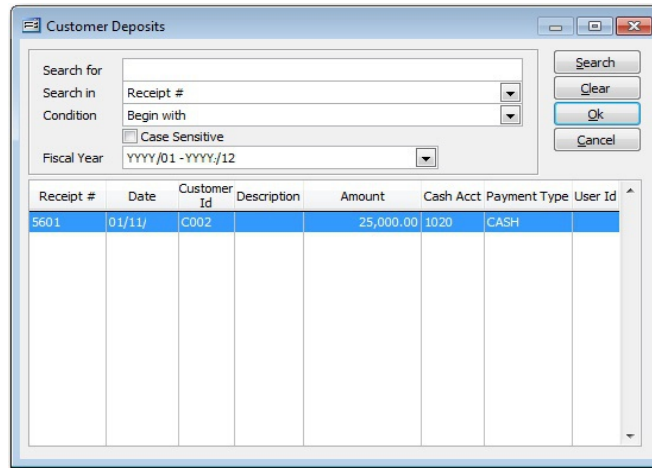 Customer Deposits
Search for
Search in Receipt #
Condition Begin with
Case Sensitive
Fiscal Year YYYY/01 -YYYY:/12
Search
Clear
Ok
Cancel
Receipt # Date Customer Id Description Amount Cash Acct Payment Type User Id
5601 01/11/ C002 25,000.00 1020 CASH